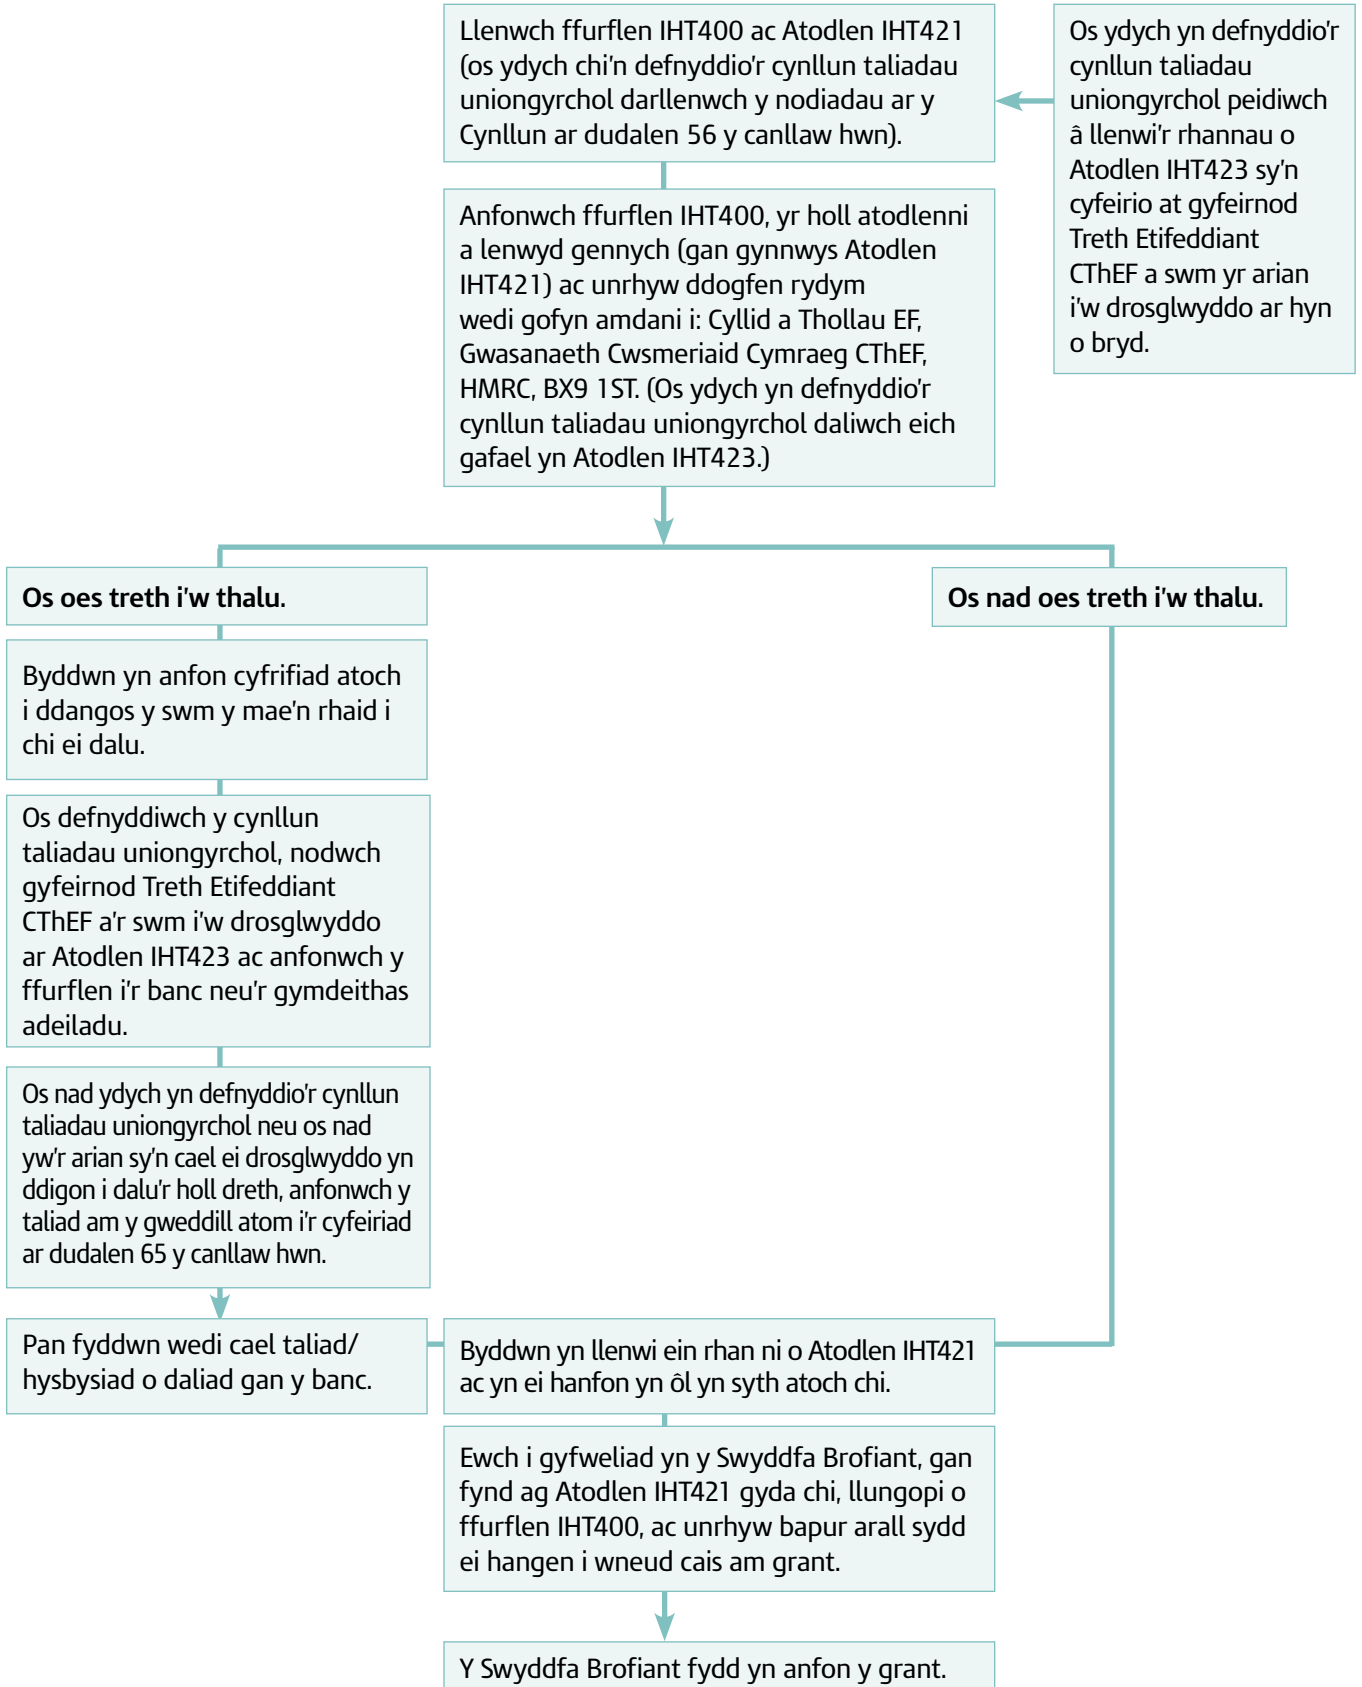 Llenwch ffurflen IHT400 ac Atodlen IHT421
(os ydych chi'n defnyddio'r cynllun taliadau
uniongyrchol darllenwch y nodiadau ar y
Cynllun ar dudalen 56 y canllaw hwn).
Os ydych yn defnyddio'r
cynllun taliadau
uniongyrchol peidiwch
â llenwi'r rhannau o
Atodlen IHT423 sy'n
cyfeirio at gyfeirnod
Treth Etifeddiant
CThEF a swm yr arian
i'w drosglwyddo ar hyn
o bryd.
Anfonwch ffurflen IHT400, yr holl atodlenni
a lenwyd gennych (gan gynnwys Atodlen
IHT421) ac unrhyw ddogfen rydym
wedi gofyn amdani i: Cyllid a Thollau EF,
Gwasanaeth Cwsmeriaid Cymraeg CThEF,
HMRC, BX9 1ST. (Os ydych yn defnyddio'r
cynllun taliadau uniongyrchol daliwch eich
gafael yn Atodlen IHT423.)
Os oes treth i'w thalu.
Os nad oes treth i'w thalu.
Byddwn yn anfon cyfrifiad atoch
i ddangos y swm y mae'n rhaid i
chi ei dalu.
Os defnyddiwch y cynllun
taliadau uniongyrchol, nodwch
gyfeirnod Treth Etifeddiant
CThEF a'r swm i'w drosglwyddo
ar Atodlen IHT423 ac anfonwch y
ffurflen i'r banc neu'r gymdeithas
adeiladu.
Os nad ydych yn defnyddio'r cynllun
taliadau uniongyrchol neu os nad
yw'r arian sy'n cael ei drosglwyddo yn
ddigon i dalu'r holl dreth, anfonwch y
taliad am y gweddill atom i'r cyfeiriad
ar dudalen 65 y canllaw hwn.
Pan fyddwn wedi cael taliad/
hysbysiad o daliad gan y banc.
Byddwn yn llenwi ein rhan ni o Atodlen IHT421
ac yn ei hanfon yn ôl yn syth atoch chi.
Ewch i gyfweliad yn y Swyddfa Brofiant, gan
fynd ag Atodlen IHT421 gyda chi, llungopi o
ffurflen IHT400, ac unrhyw bapur arall sydd
ei hangen i wneud cais am grant.
Y Swyddfa Brofiant fydd yn anfon y grant.